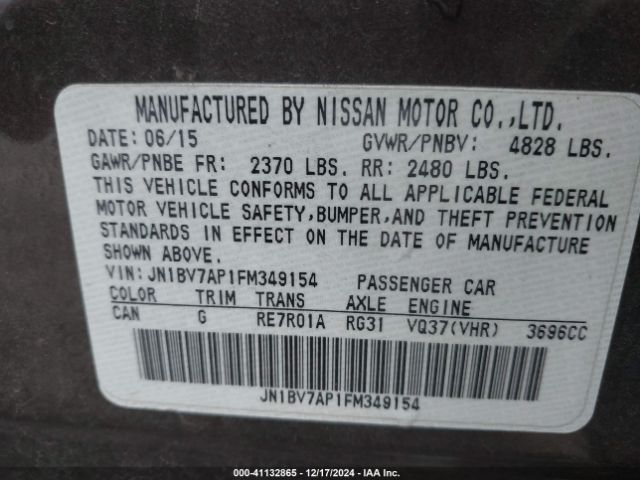 MANUFACTURED BY NISSAN MOTOR CO.,LTD.
DATE: 06/15 GVWR/PNBV: 4828 LBS.
GAWR/PNBE FR: 2370 LBS. RR: 2480 LBS.
THIS VEHICLE CONFORMS TO ALL APPLICABLE FEDERAL
MOTOR VEHICLE SAFETY,BUMPER,AND THEFT PREVENTION
STANDARDS IN EFFECT ON THE DATE OF MANUFACTURE
SHOWN ABOVE.
VIN:JN1BV7AP1FM349154 PASSENGER CAR
COLOR TRIM TRANS AXLE ENGINE
CAN G RE7R01A RG31 VQ37(VHR) 3696CC
JN1BV7AP1FM349154
0-41132865 - 12/17/2024 - IAA Inc.